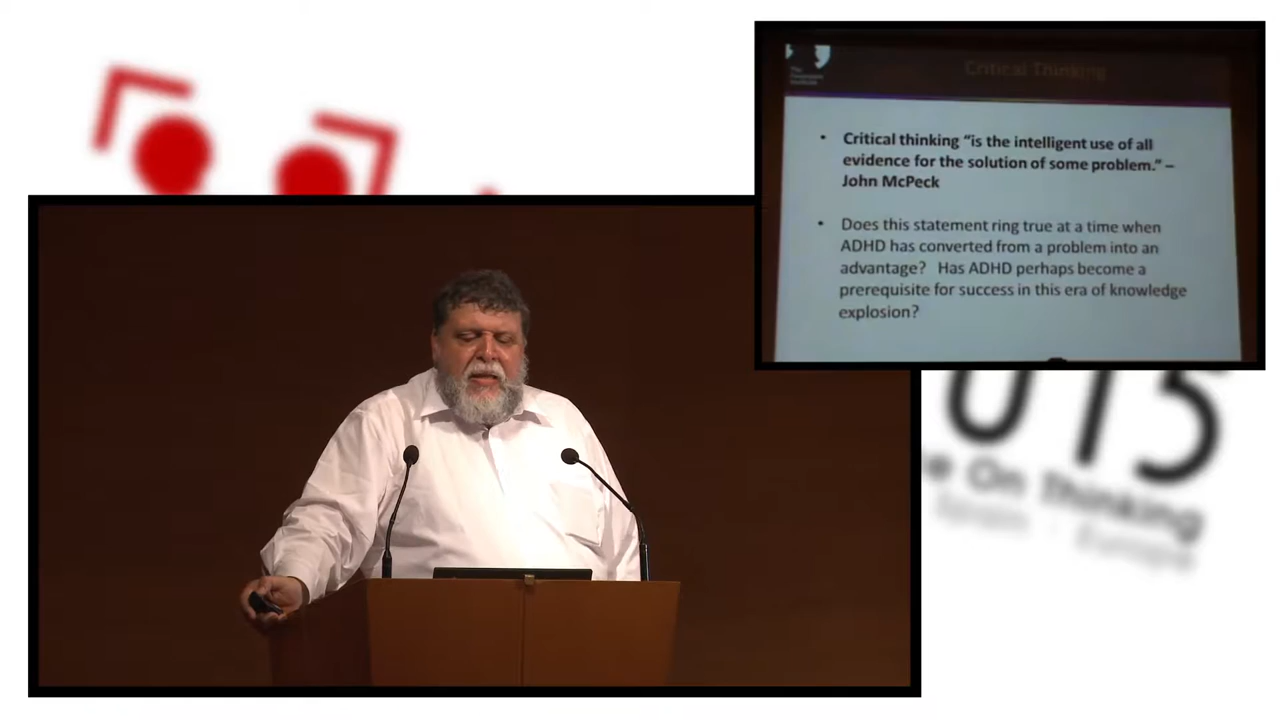 Critical Thinking
• Critical thinking “is the intelligent use of all
evidence for the solution of some problem.” –
John McPeck
• Does this statement ring true at a time when
ADHD has converted from a problem into an
advantage? Has ADHD perhaps become a
prerequisite for success in this era of knowledge
explosion?
015
e On Thinking
Spain · Europe